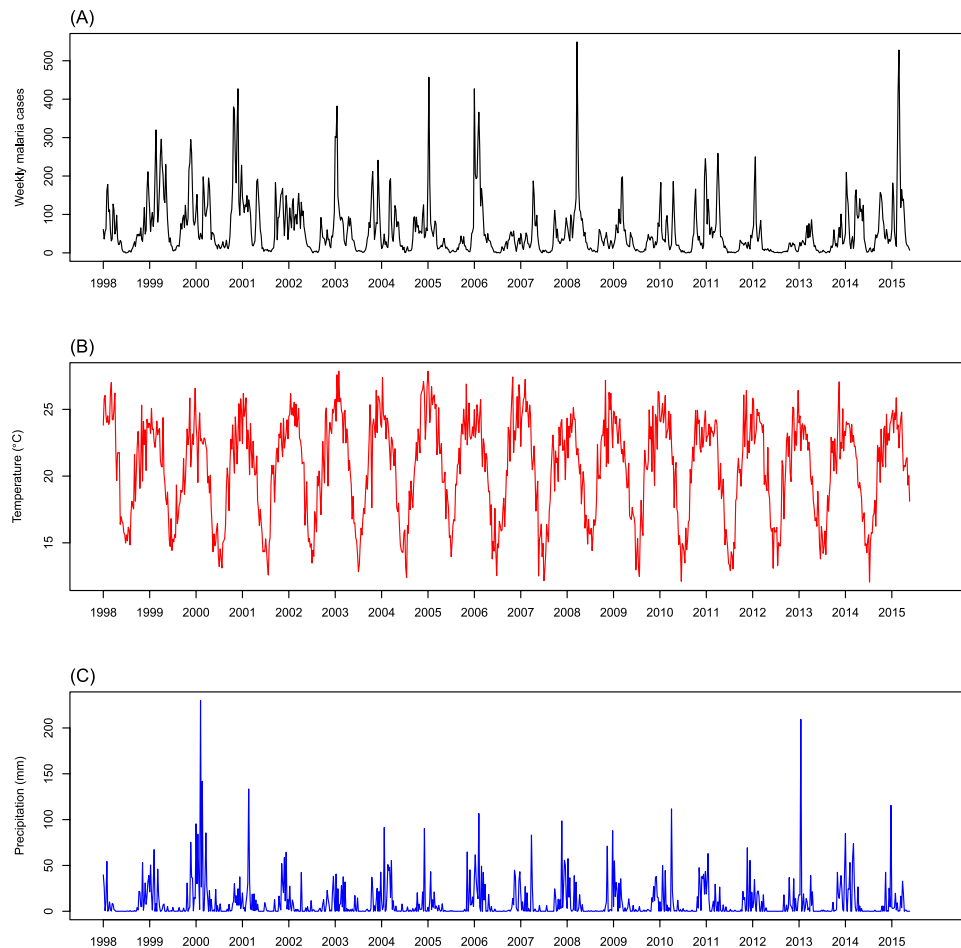 (A)
Weekly malaria cases
0 100 200 300 400 500
1998 1999 2000 2001 2002 2003 2004 2005 2006 2007 2008 2009 2010 2011 2012 2013 2014 2015
(B)
Temperature (°C)
15 20 25
1998 1999 2000 2001 2002 2003 2004 2005 2006 2007 2008 2009 2010 2011 2012 2013 2014 2015
(C)
Precipitation (mm)
0 50 100 150 200
1998 1999 2000 2001 2002 2003 2004 2005 2006 2007 2008 2009 2010 2011 2012 2013 2014 2015